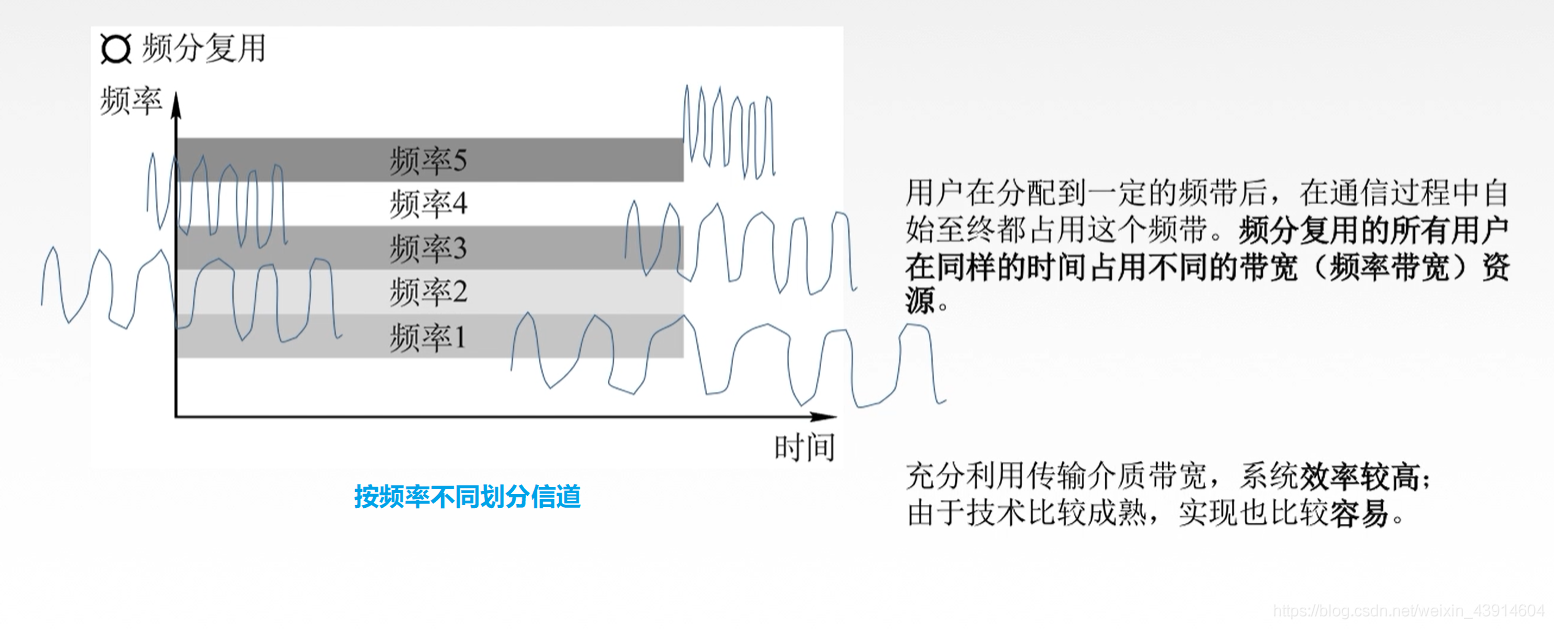 ¤ 频分复用
频率
频率5
频率4
频率3
频率2
频率1
时间
按频率不同划分信道
用户在分配到一定的频带后，在通信过程中自
始至终都占用这个频带。频分复用的所有用户
在同样的时间占用不同的带宽（频率带宽）资
源。
充分利用传输介质带宽，系统效率较高；
由于技术比较成熟，实现也比较容易。
https://blog.csdn.net/weixin_43914604